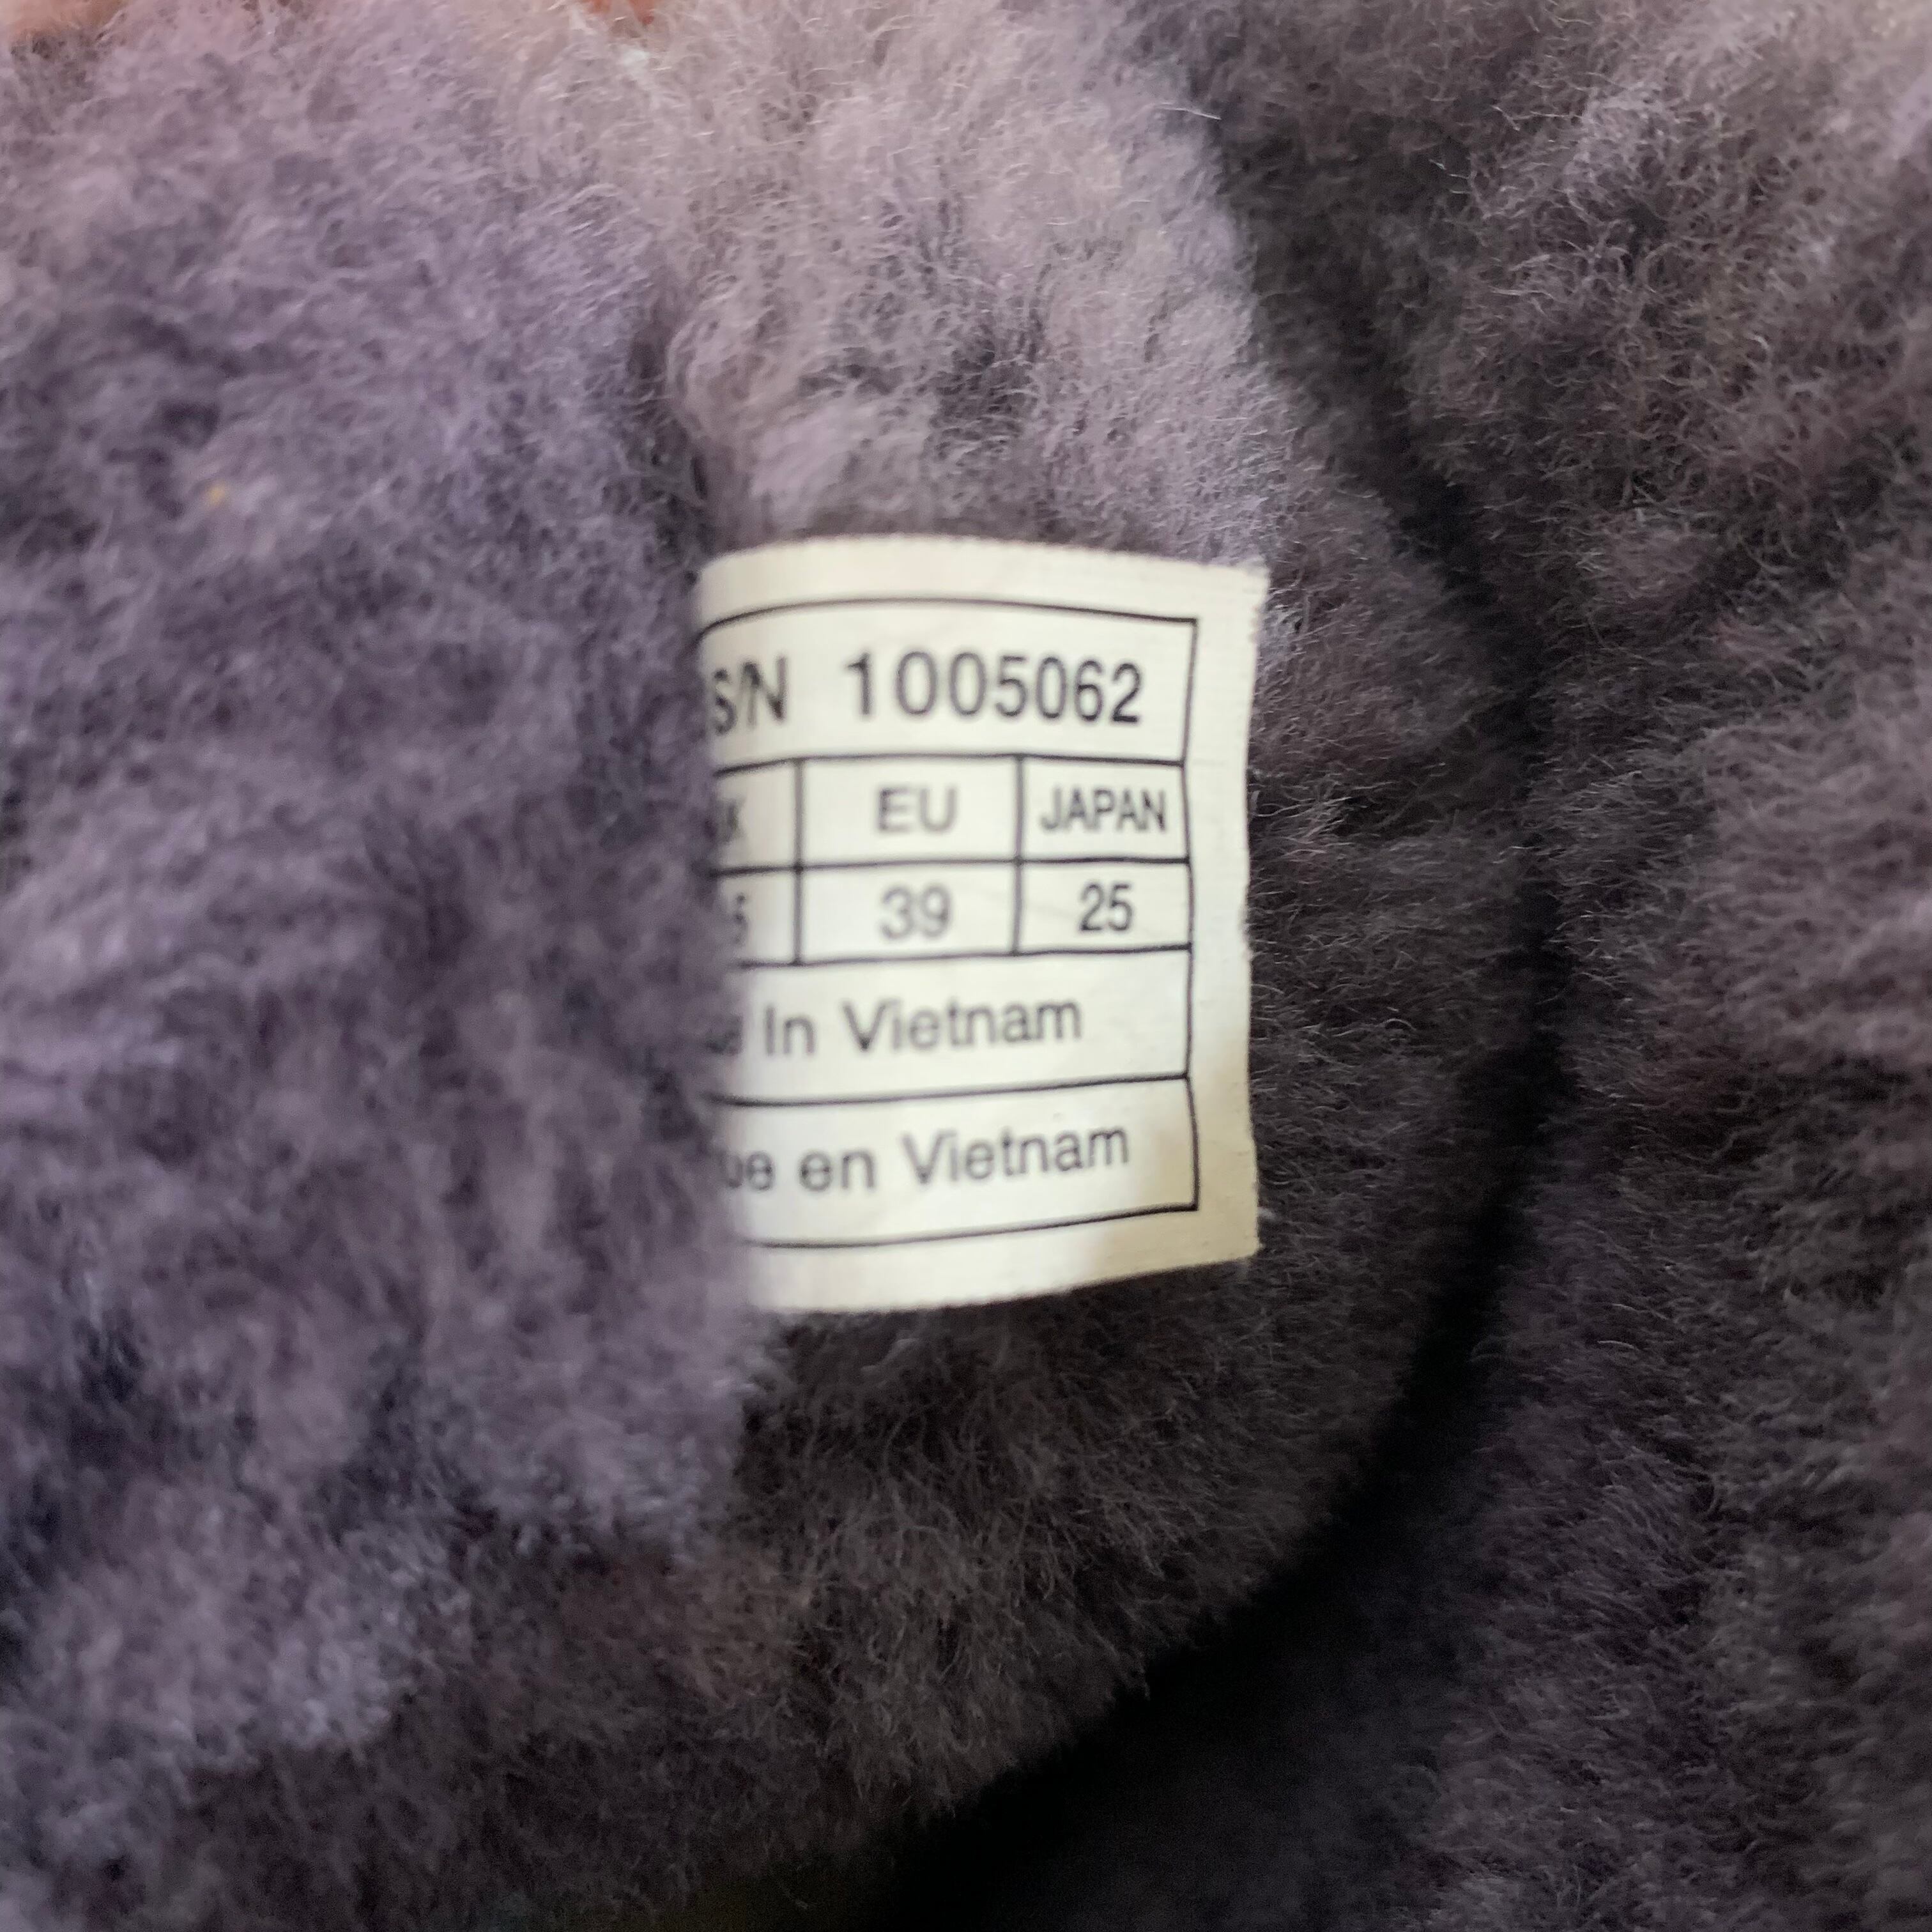 S/N 1005062
EU JAPAN
39 25
In Vietnam
en Vietnam